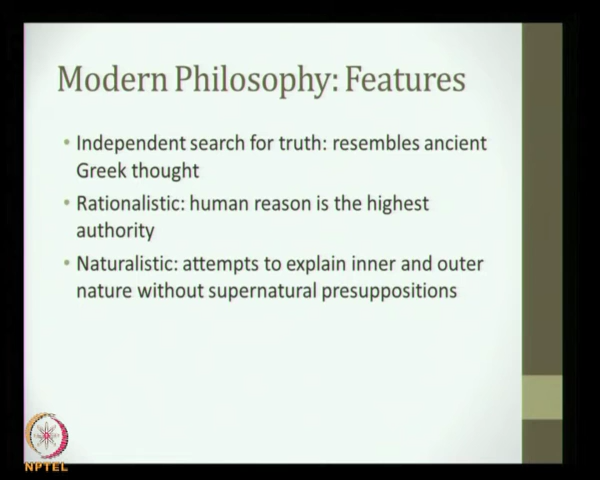 Modern Philosophy: Features
• Independent search for truth: resembles ancient
Greek thought
• Rationalistic: human reason is the highest
authority
• Naturalistic: attempts to explain inner and outer
nature without supernatural presuppositions
NPTEL